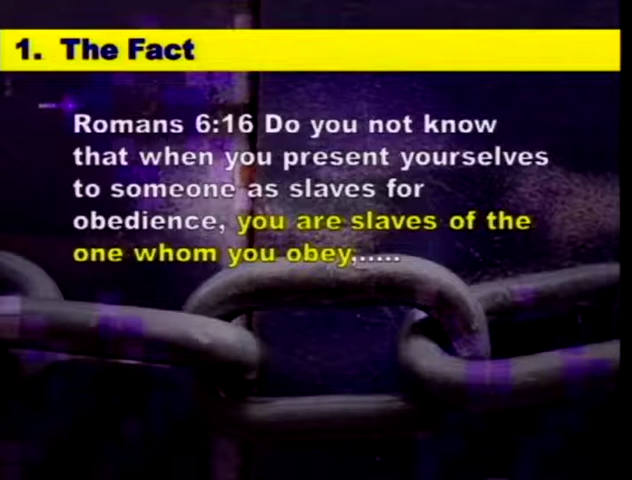 1. The Fact
Romans 6:16 Do you not know
that when you present yourselves
to someone as slaves for
obedience, you are slaves of the
one whom you obey,.....